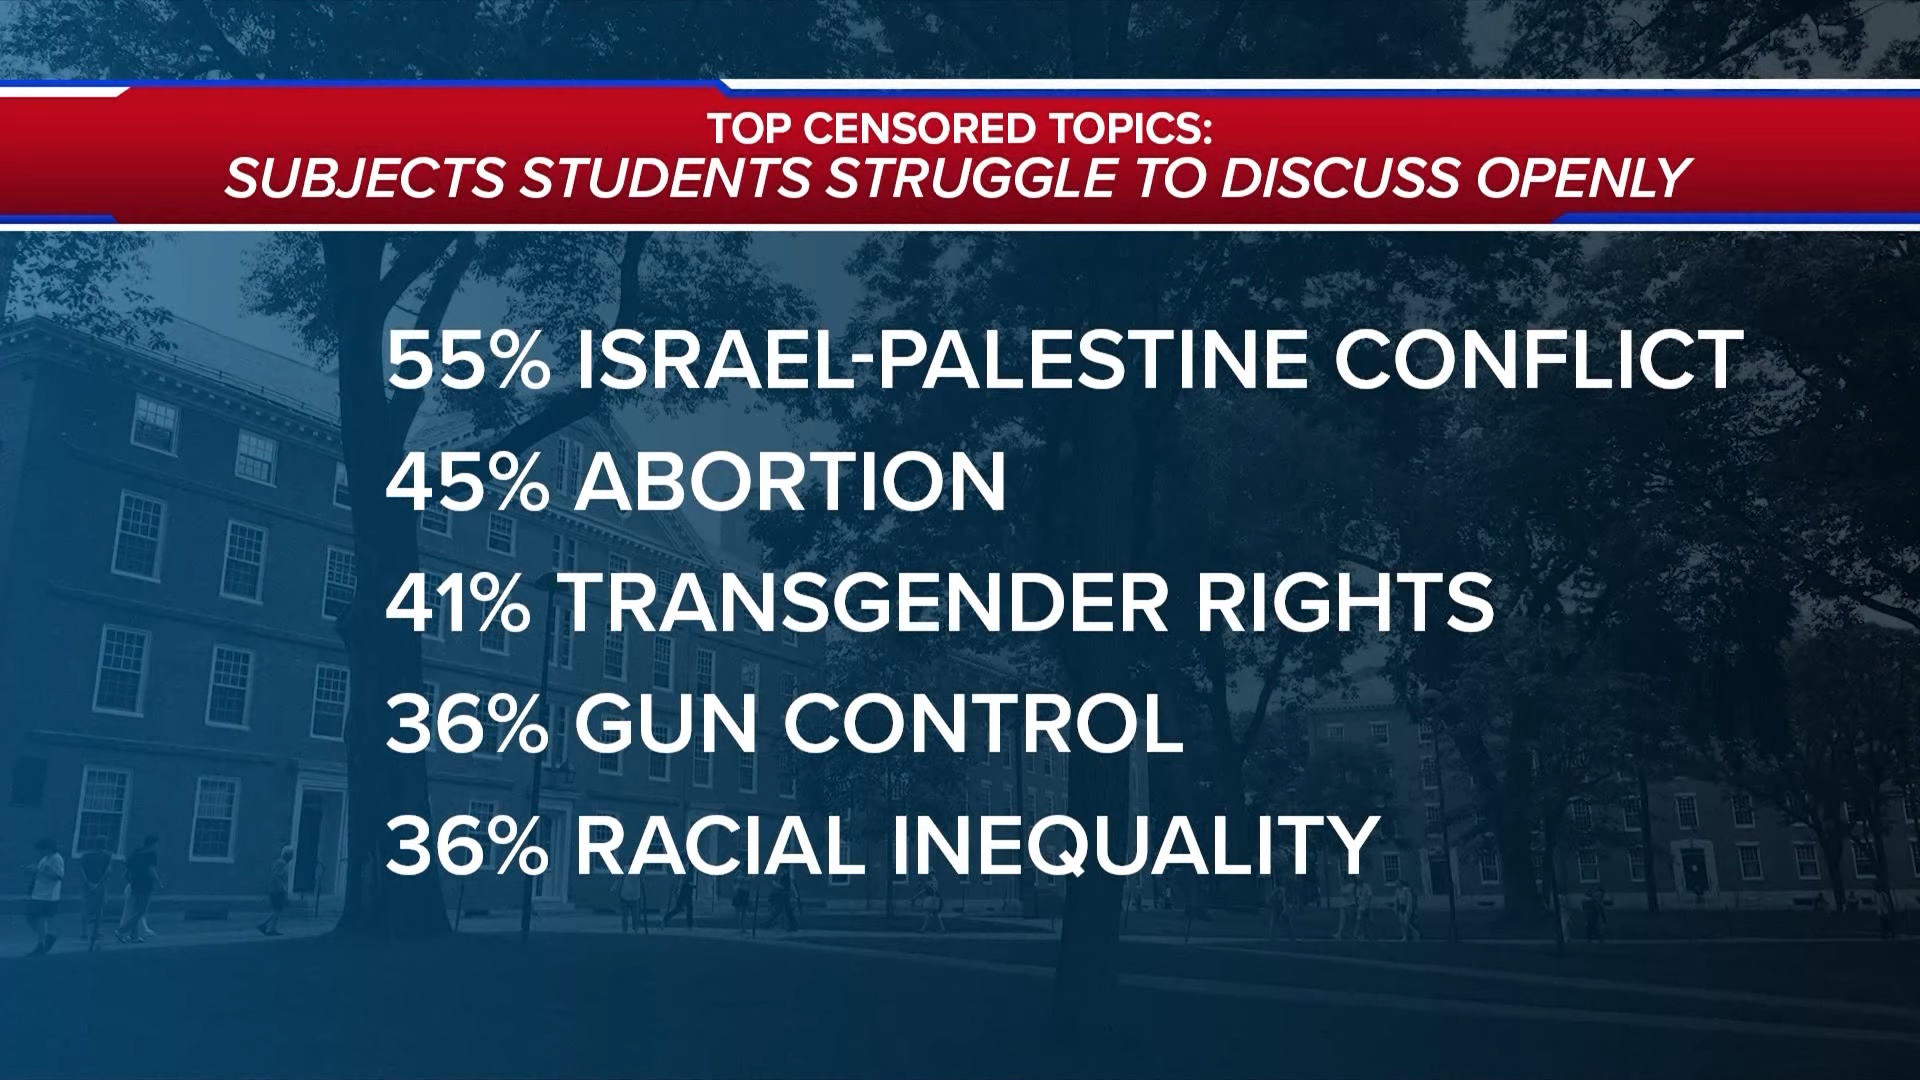 TOP CENSORED TOPICS:
SUBJECTS STUDENTS STRUGGLE TO DISCUSS OPENLY
55% ISRAEL-PALESTINE CONFLICT
45% ABORTION
41% TRANSGENDER RIGHTS
36% GUN CONTROL
36% RACIAL INEQUALITY